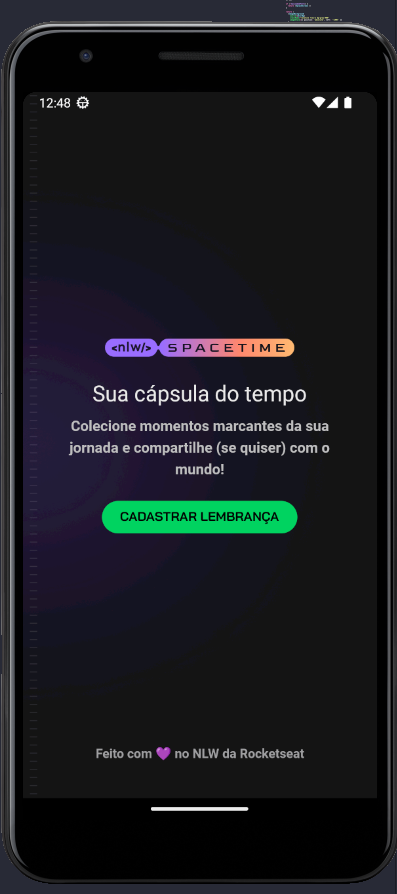 12:48
<nlw/> SPACETIME
Sua cápsula do tempo
Colecione momentos marcantes da sua
jornada e compartilhe (se quiser) com o
mundo!
CADASTRAR LEMBRANÇA
Feito com 💜 no NLW da Rocketseat